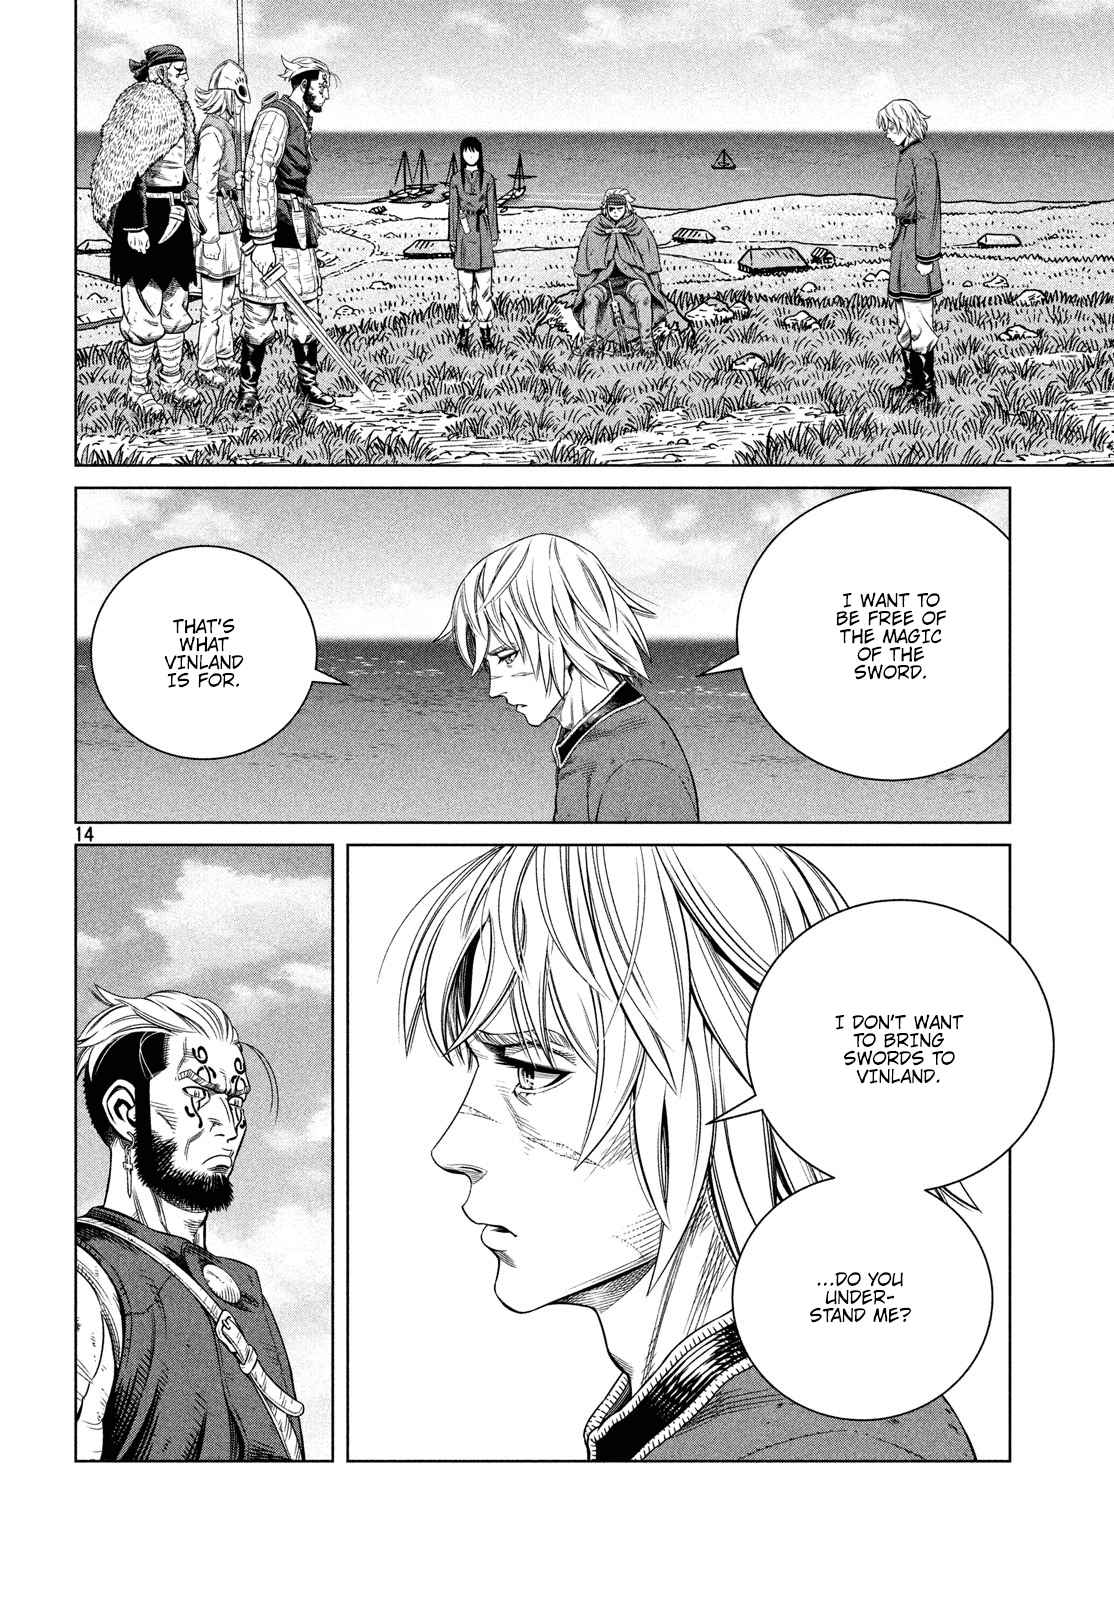 I WANT TO
BE FREE OF
THE MAGIC
OF THE
SWORD.
THAT'S
WHAT
VINLAND
IS FOR.
14
I DON'T WANT
TO BRING
SWORDS TO
VINLAND.
...DO YOU
UNDER-
STAND ME?